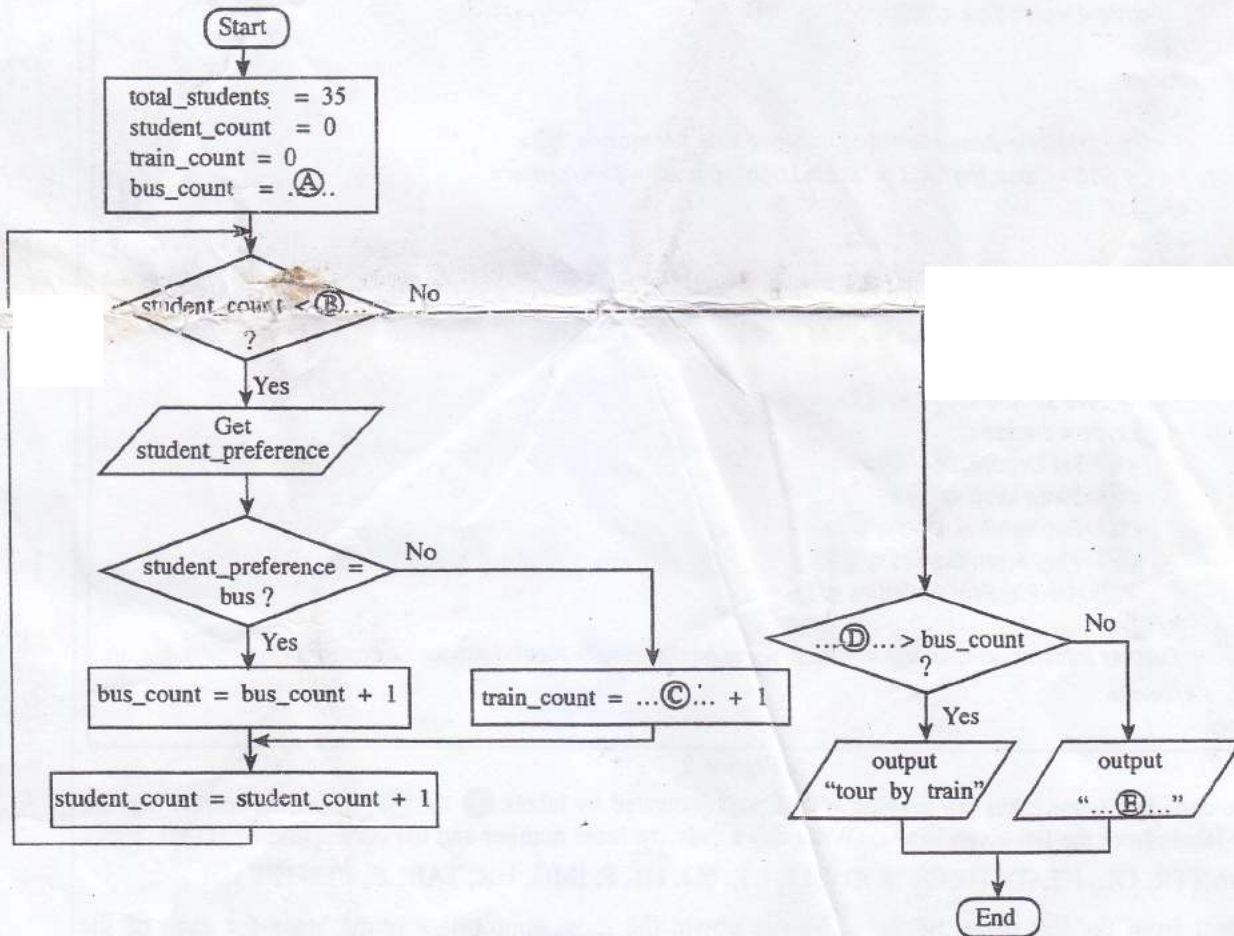 Start
total_students = 35
student_count = 0
train_count = 0
bus_count = ...Ⓐ...
student_count < Ⓑ...
?
No
Yes
Get
student_preference
student_preference =
bus ?
No
Yes
bus_count = bus_count + 1
train_count = ...Ⓒ... + 1
student_count = student_count + 1
...Ⓓ... > bus_count
?
No
Yes
output
“tour by train”
output
“...Ⓔ...”
End